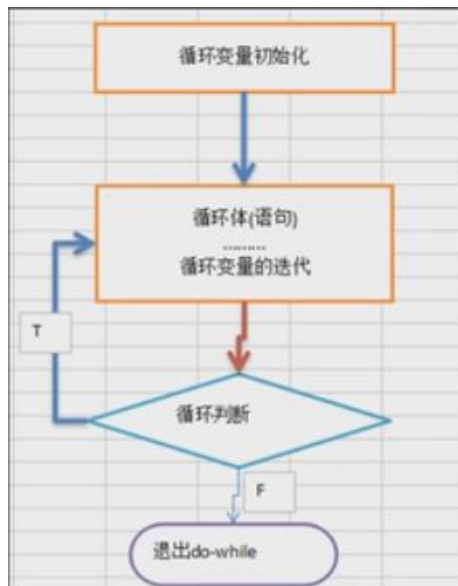 循环变量初始化
循环体(语句)
.........
循环变量的迭代
T
循环判断
F
退出do-while